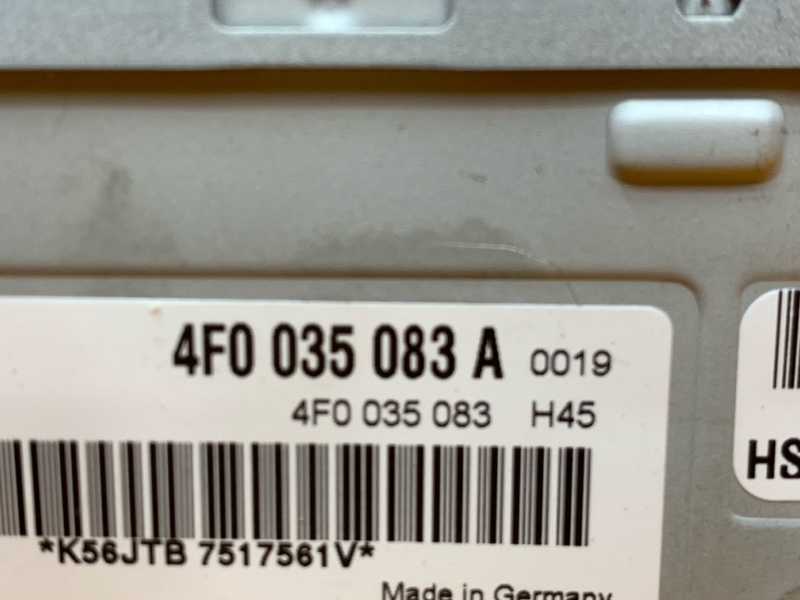 4F0 035 083 A 0019
4F0 035 083 H45
*K56JTB 7517561V*
Made in Germany
HS